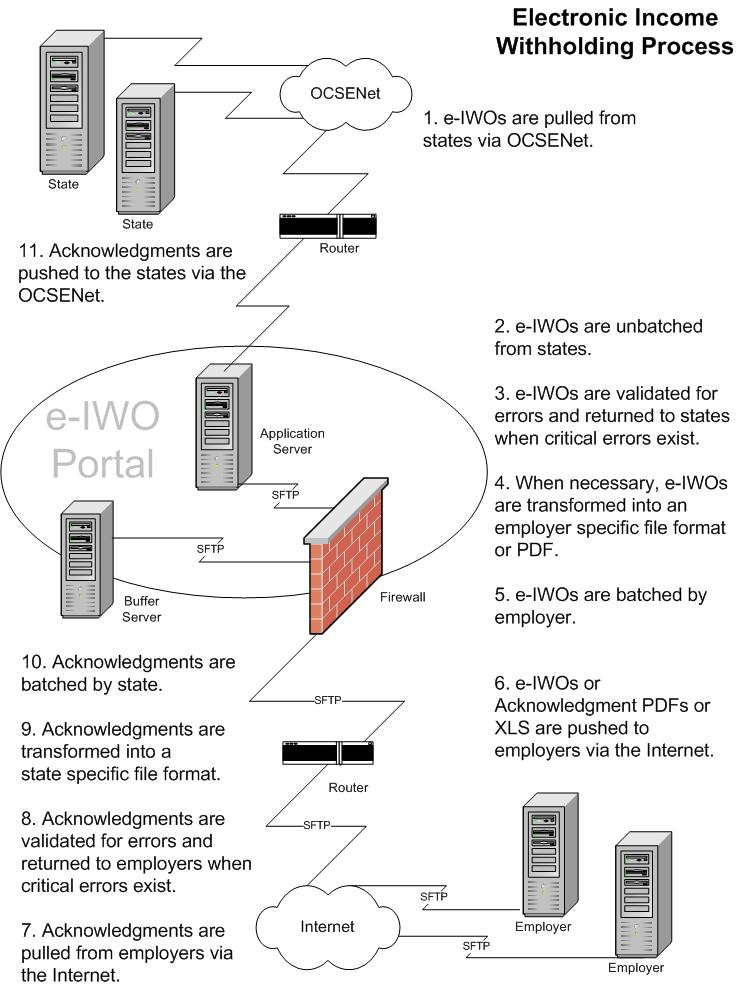 Electronic Income
Withholding Process
OCSENet
1. e-IWOs are pulled from
states via OCSENet.
State
State
Router
11. Acknowledgments are
pushed to the states via the
OCSENet.
2. e-IWOs are unbatched
from states.
3. e-IWOs are validated for
errors and returned to states
when critical errors exist.
4. When necessary, e-IWOs
are transformed into an
employer specific file format
or PDF.
5. e-IWOs are batched by
employer.
e-IWO
Portal
Application
Server
SFTP
SFTP
Buffer
Server
Firewall
10. Acknowledgments are
batched by state.
9. Acknowledgments are
transformed into a
state specific file format.
8. Acknowledgments are
validated for errors and
returned to employers when
critical errors exist.
7. Acknowledgments are
pulled from employers via
the Internet.
6. e-IWOs or
Acknowledgment PDFs or
XLS are pushed to
employers via the Internet.
SFTP
Router
SFTP
Internet
SFTP
SFTP
Employer
Employer